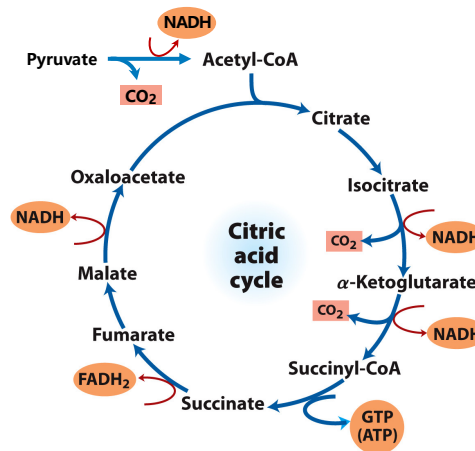 NADH
Pyruvate
Acetyl-CoA
CO₂
Citrate
Oxaloacetate
Isocitrate
NADH
Citric
acid
cycle
CO₂
NADH
Malate
α-Ketoglutarate
CO₂
Fumarate
NADH
Succinyl-CoA
FADH₂
Succinate
GTP
(ATP)